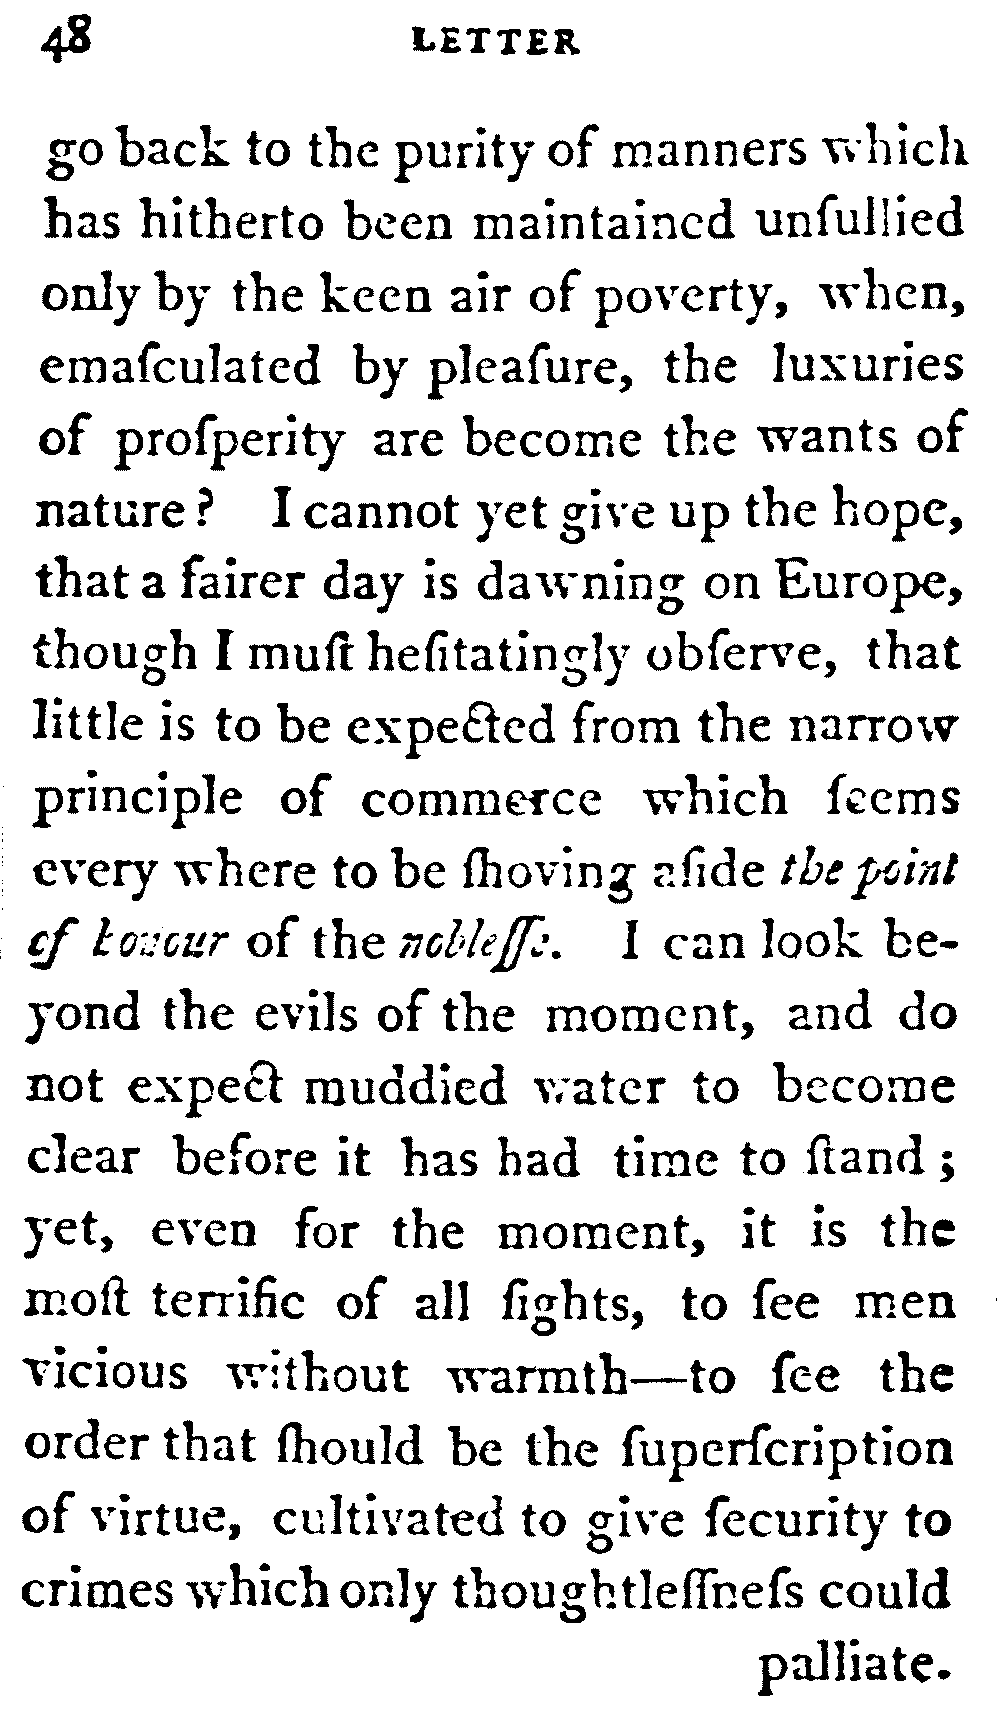 48 LETTER
go back to the purity of manners which
has hitherto been maintained unſullied
only by the keen air of poverty, when,
emaſculated by pleaſure, the luxuries
of proſperity are become the wants of
nature? I cannot yet give up the hope,
that a fairer day is dawning on Europe,
though I muſt heſitatingly obſerve, that
little is to be expected from the narrow
principle of commerce which ſeems
every where to be ſhoving aſide the point
of honour of the nobleſſe. I can look be-
yond the evils of the moment, and do
not expect muddied water to become
clear before it has had time to ſtand;
yet, even for the moment, it is the
moſt terrific of all ſights, to ſee men
vicious without warmth—to ſee the
order that ſhould be the ſuperſcription
of virtue, cultivated to give ſecurity to
crimes which only thoughtleſſneſs could
palliate.